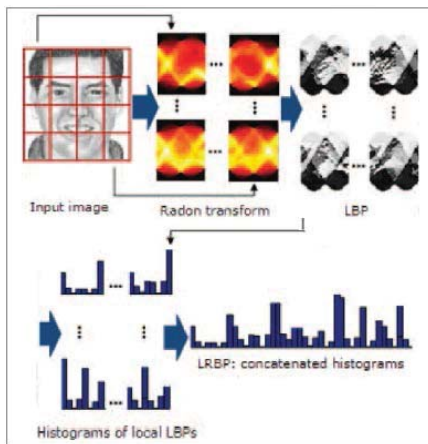 Input image
Radon transform
LBP
LRBP: concatenated histograms
Histograms of local LBPs